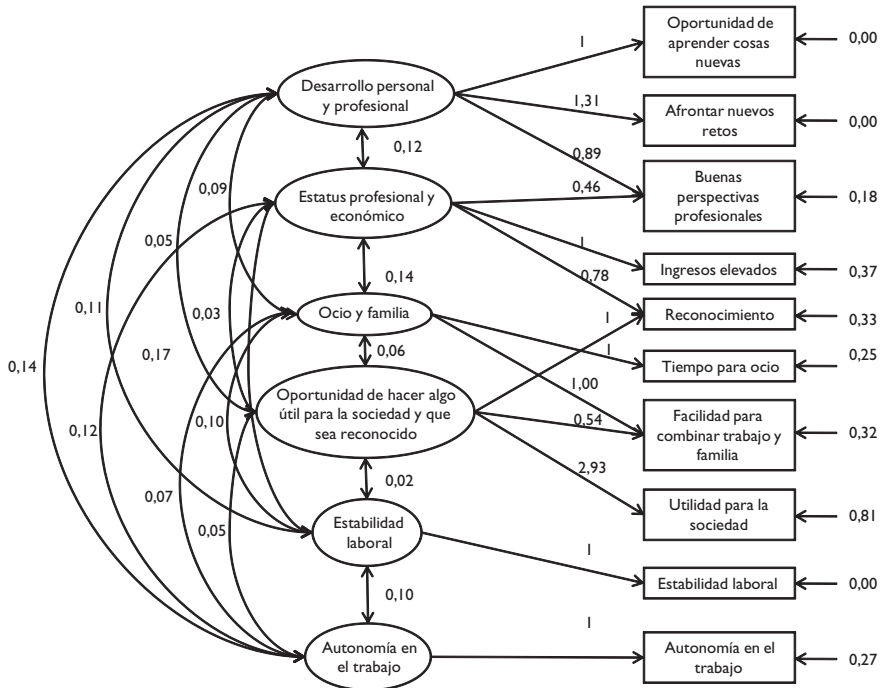 Oportunidad de
aprender cosas
nuevas
0,00
1
Desarrollo personal
y profesional
1,31
Afrontar nuevos
retos
0,00
0,12
0,89
Buenas
perspectivas
profesionales
0,18
0,09
0,46
Estatus profesional y
económico
0,05
1
Ingresos elevados
0,37
0,14
0,78
0,11
0,03
Ocio y familia
1
Reconocimiento
0,33
0,17
0,06
1
Tiempo para ocio
0,25
0,14
1,00
Oportunidad de hacer algo
útil para la sociedad y que
sea reconocido
0,12
0,10
0,54
Facilidad para
combinar trabajo y
familia
0,32
2,93
0,02
0,07
0,05
Utilidad para la
sociedad
0,81
Estabilidad
laboral
1
Estabilidad laboral
0,00
0,10
1
Autonomía en
el trabajo
Autonomía en el
trabajo
0,27